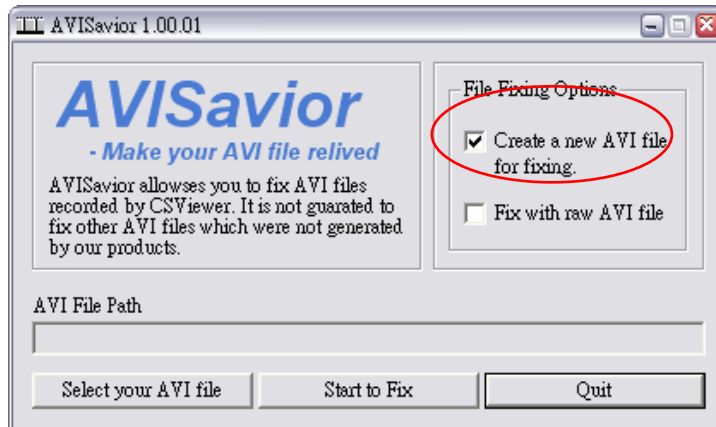 AVISavior 1.00.01
AVISavior
- Make your AVI file relived
AVISavior allowses you to fix AVI files
recorded by CSViewer. It is not guarated to
fix other AVI files which were not generated
by our products.
File Fixing Options
Create a new AVI file
for fixing.
Fix with raw AVI file
AVI File Path
Select your AVI file
Start to Fix
Quit